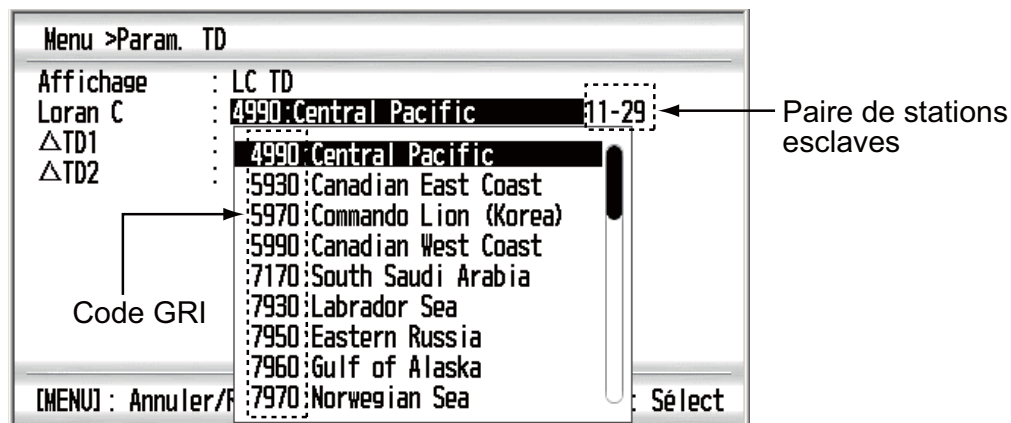 Menu >Param. TD
Affichage : LC TD
Loran C : 4990:Central Pacific 11-29
Paire de stations
esclaves
△TD1 :
△TD2 :
4990:Central Pacific
5930:Canadian East Coast
5970:Commando Lion (Korea)
5990:Canadian West Coast
7170:South Saudi Arabia
7930:Labrador Sea
7950:Eastern Russia
7960:Gulf of Alaska
7970:Norwegian Sea
Code GRI
[MENU] : Annuler/ : Sélect